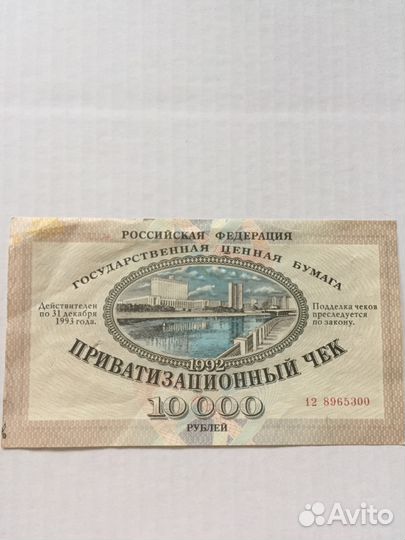 РОССИЙСКАЯ ФЕДЕРАЦИЯ
ГОСУДАРСТВЕННАЯ ЦЕННАЯ БУМАГА
Действителен
по 31 декабря
1993 года.
Подделка чеков
преследуется
по закону.
1992
ПРИВАТИЗАЦИОННЫЙ ЧЕК
10 000
РУБЛЕЙ
12 8965300
Avito